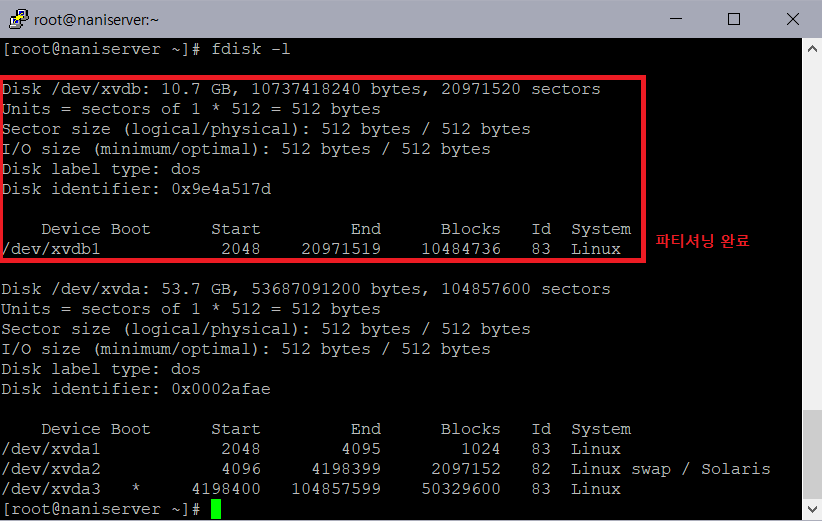 root@naniserver:~
[root@naniserver ~]# fdisk -l
Disk /dev/xvdb: 10.7 GB, 10737418240 bytes, 20971520 sectors
Units = sectors of 1 * 512 = 512 bytes
Sector size (logical/physical): 512 bytes / 512 bytes
I/O size (minimum/optimal): 512 bytes / 512 bytes
Disk label type: dos
Disk identifier: 0x9e4a517d
Device Boot Start End Blocks Id System
/dev/xvdb1 2048 20971519 10484736 83 Linux
파티셔닝 완료
Disk /dev/xvda: 53.7 GB, 53687091200 bytes, 104857600 sectors
Units = sectors of 1 * 512 = 512 bytes
Sector size (logical/physical): 512 bytes / 512 bytes
I/O size (minimum/optimal): 512 bytes / 512 bytes
Disk label type: dos
Disk identifier: 0x0002afae
Device Boot Start End Blocks Id System
/dev/xvda1 2048 4095 1024 83 Linux
/dev/xvda2 4096 4198399 2097152 82 Linux swap / Solaris
/dev/xvda3 * 4198400 104857599 50329600 83 Linux
[root@naniserver ~]#